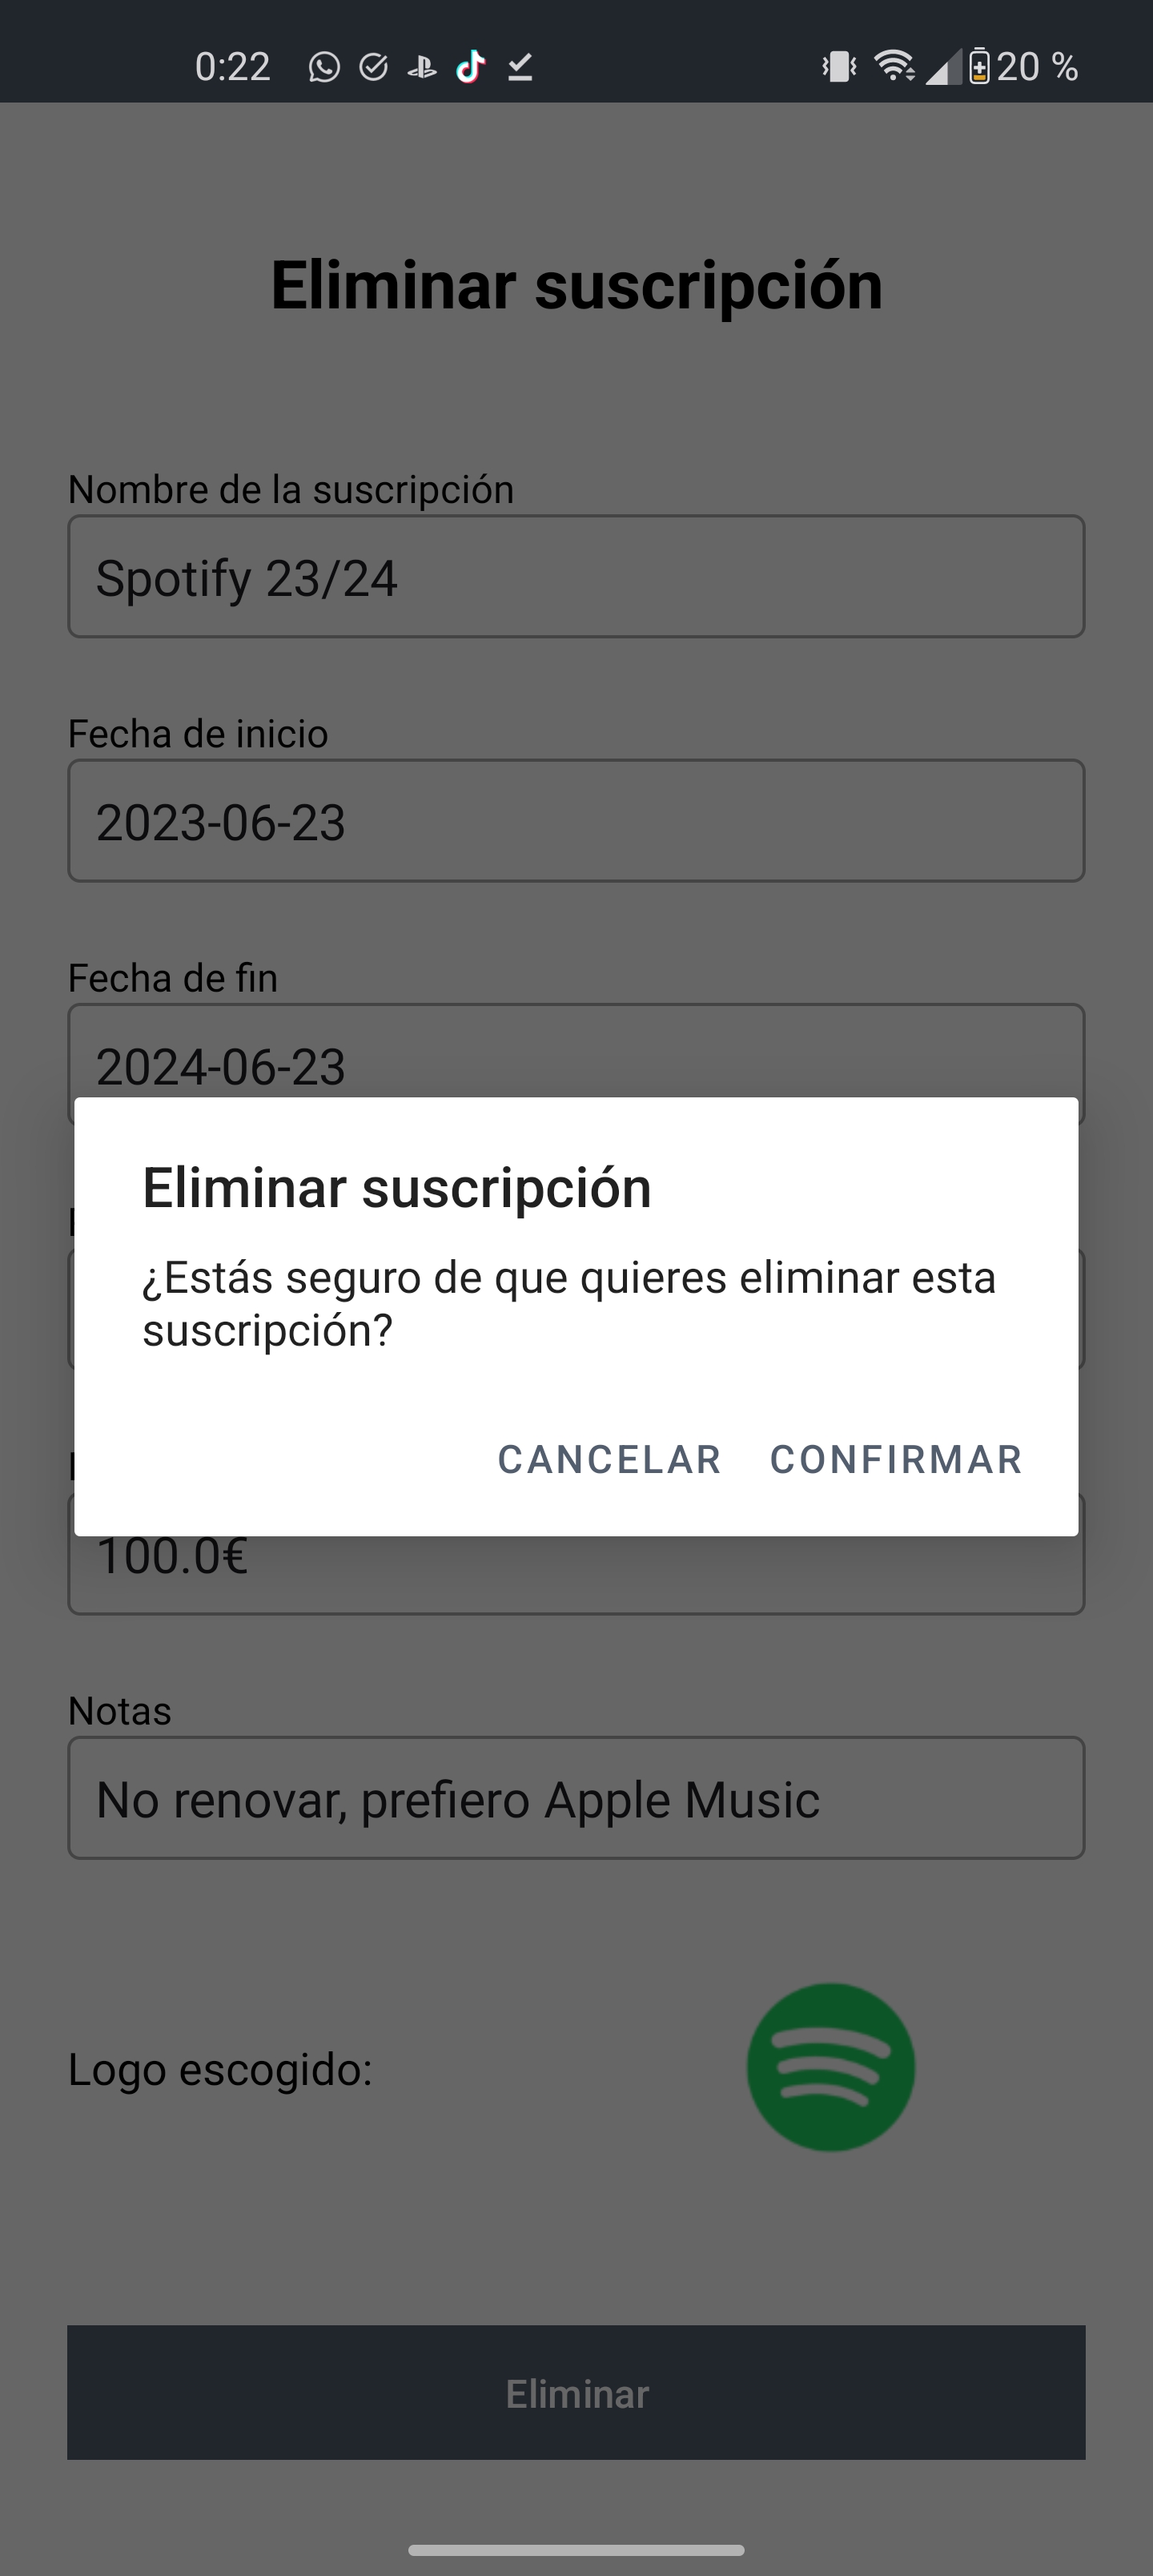 0:22
20 %
Eliminar suscripción
Nombre de la suscripción
Spotify 23/24
Fecha de inicio
2023-06-23
Fecha de fin
2024-06-23
Eliminar suscripción
¿Estás seguro de que quieres eliminar esta
suscripción?
CANCELAR CONFIRMAR
100.0€
Notas
No renovar, prefiero Apple Music
Logo escogido:
Eliminar